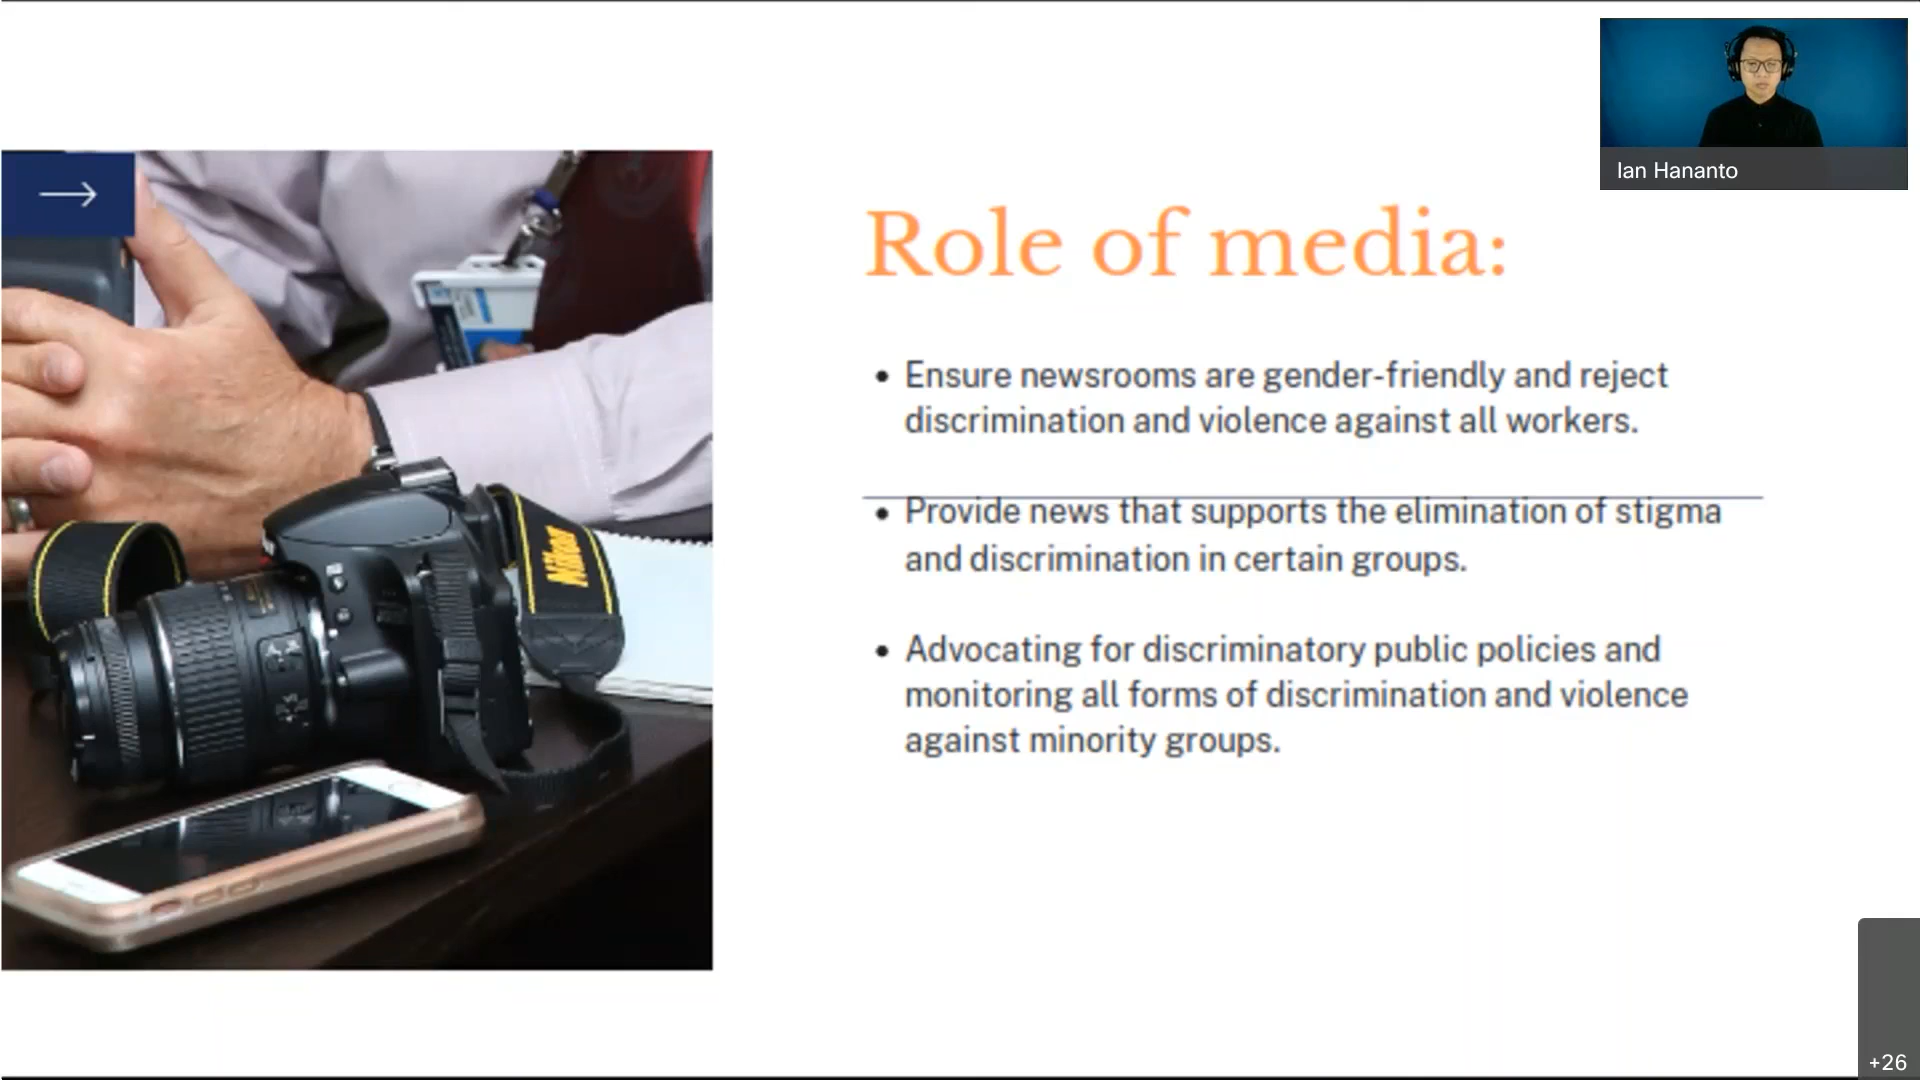 Ian Hananto
Role of media:
• Ensure newsrooms are gender-friendly and reject
discrimination and violence against all workers.
• Provide news that supports the elimination of stigma
and discrimination in certain groups.
• Advocating for discriminatory public policies and
monitoring all forms of discrimination and violence
against minority groups.
Nikon
+26